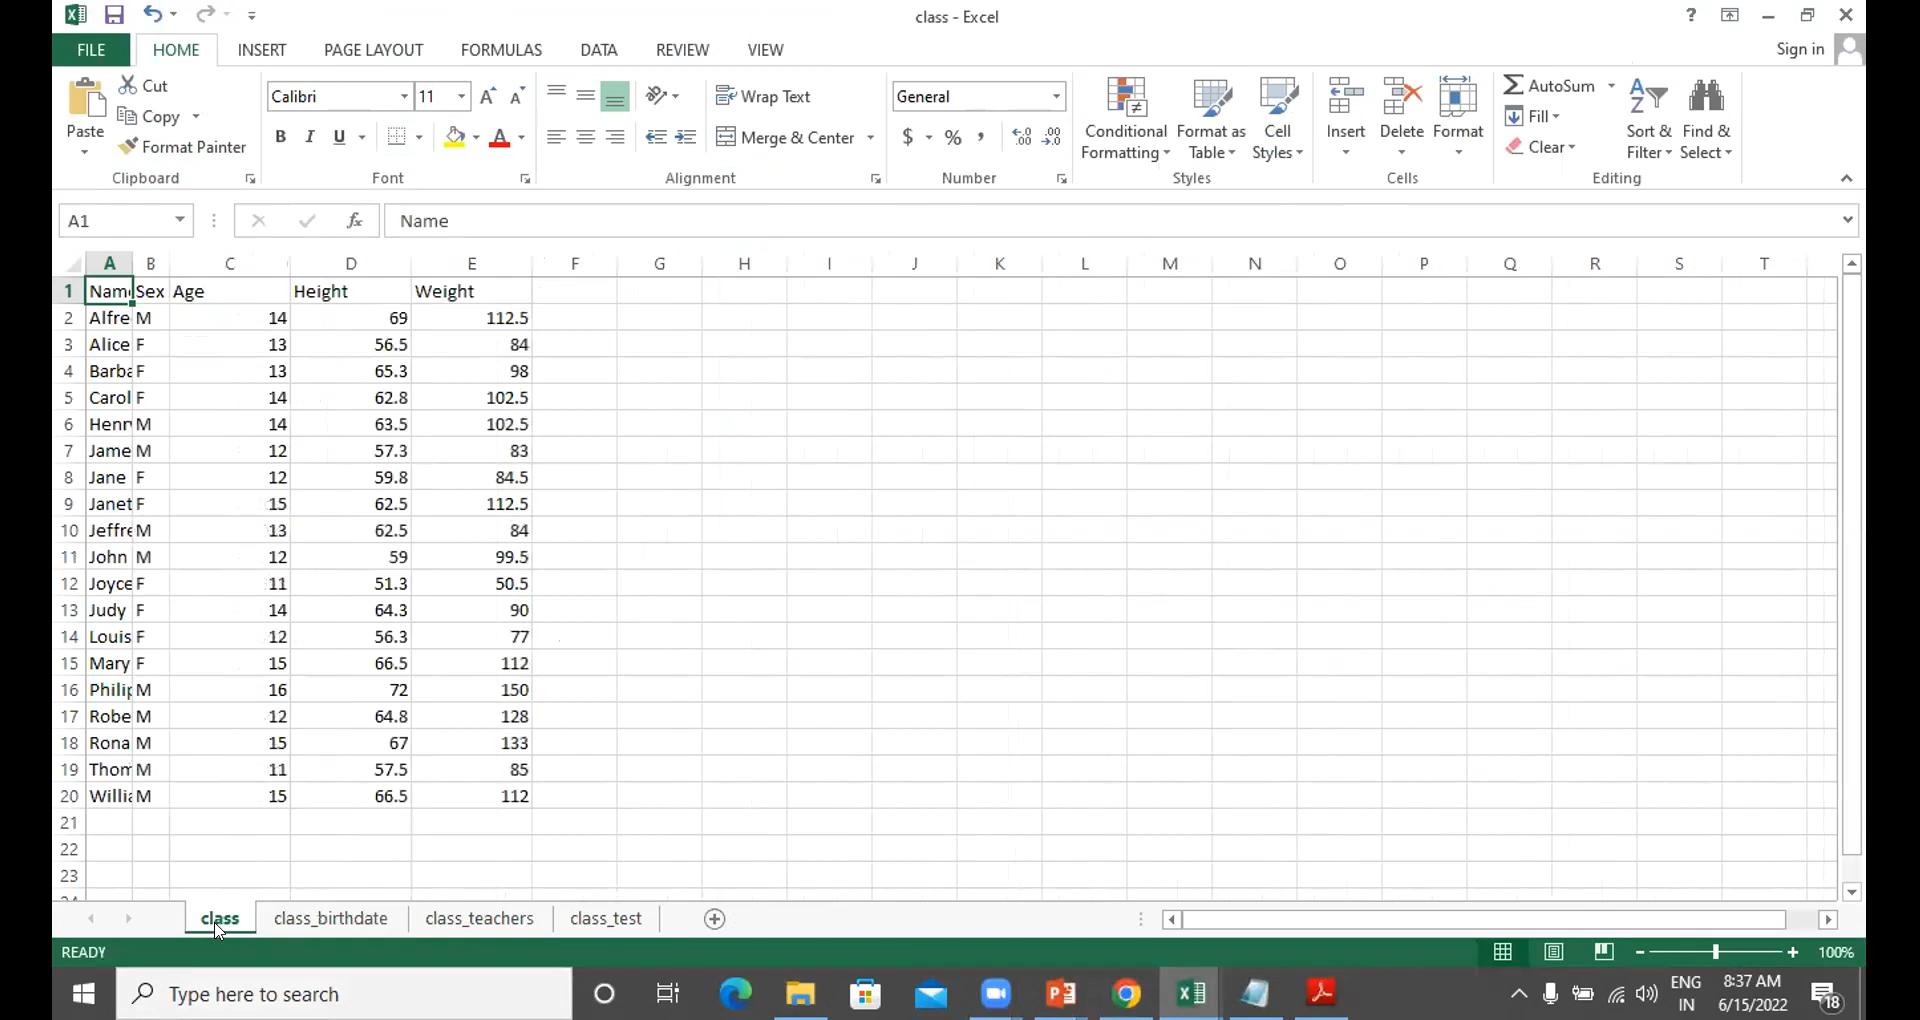 class - Excel
?
FILE HOME INSERT PAGE LAYOUT FORMULAS DATA REVIEW VIEW Sign in
Paste
Cut
Copy
Format Painter
Clipboard
Calibri 11
B I U A
Font
Wrap Text
Merge & Center
Alignment
General
$ % ,
Number
Conditional Formatting
Format as Table
Cell Styles
Styles
Insert Delete Format
Cells
AutoSum
Fill
Clear
Sort & Filter
Find & Select
Editing
A1 fx Name
A B C D E F G H I J K L M N O P Q R S T
1 Nam Sex Age Height Weight
2 Alfre M 14 69 112.5
3 Alice F 13 56.5 84
4 Barba F 13 65.3 98
5 Carol F 14 62.8 102.5
6 Henr M 14 63.5 102.5
7 Jame M 12 57.3 83
8 Jane F 12 59.8 84.5
9 Janet F 15 62.5 112.5
10 Jeffre M 13 62.5 84
11 John M 12 59 99.5
12 Joyce F 11 51.3 50.5
13 Judy F 14 64.3 90
14 Louis F 12 56.3 77
15 Mary F 15 66.5 112
16 Philip M 16 72 150
17 Robe M 12 64.8 128
18 Rona M 15 67 133
19 Thom M 11 57.5 85
20 Willia M 15 66.5 112
21
22
23
class class_birthdate class_teachers class_test
READY 100%
Type here to search
ENG
IN
8:37 AM
6/15/2022
18